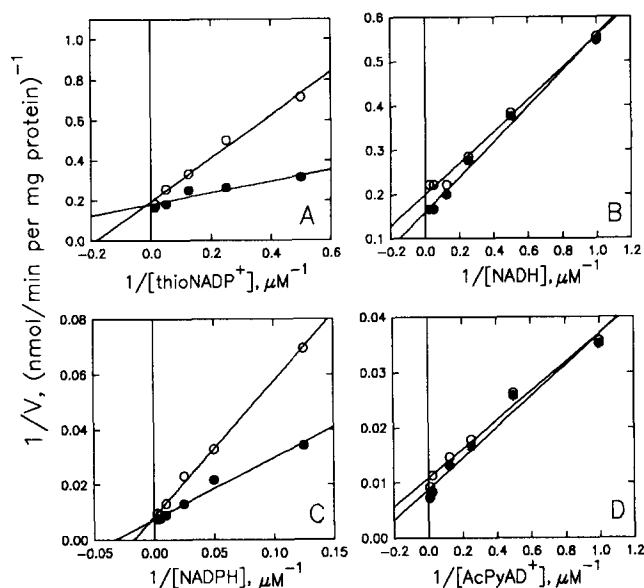 1/V, (nmol/min per mg protein)⁻¹
1.0
0.8
0.6
0.4
0.2
0.0
A
-0.2 0.0 0.2 0.4 0.6
1/[thioNADP⁺], μM⁻¹
0.6
0.5
0.4
0.3
0.2
0.1
B
-0.2 0.0 0.2 0.4 0.6 0.8 1.0 1.2
1/[NADH], μM⁻¹
0.08
0.06
0.04
0.02
0.00
C
-0.05 0.00 0.05 0.10 0.15
1/[NADPH], μM⁻¹
0.04
0.03
0.02
0.01
0.00
D
-0.2 0.0 0.2 0.4 0.6 0.8 1.0 1.2
1/[AcPyAD⁺], μM⁻¹